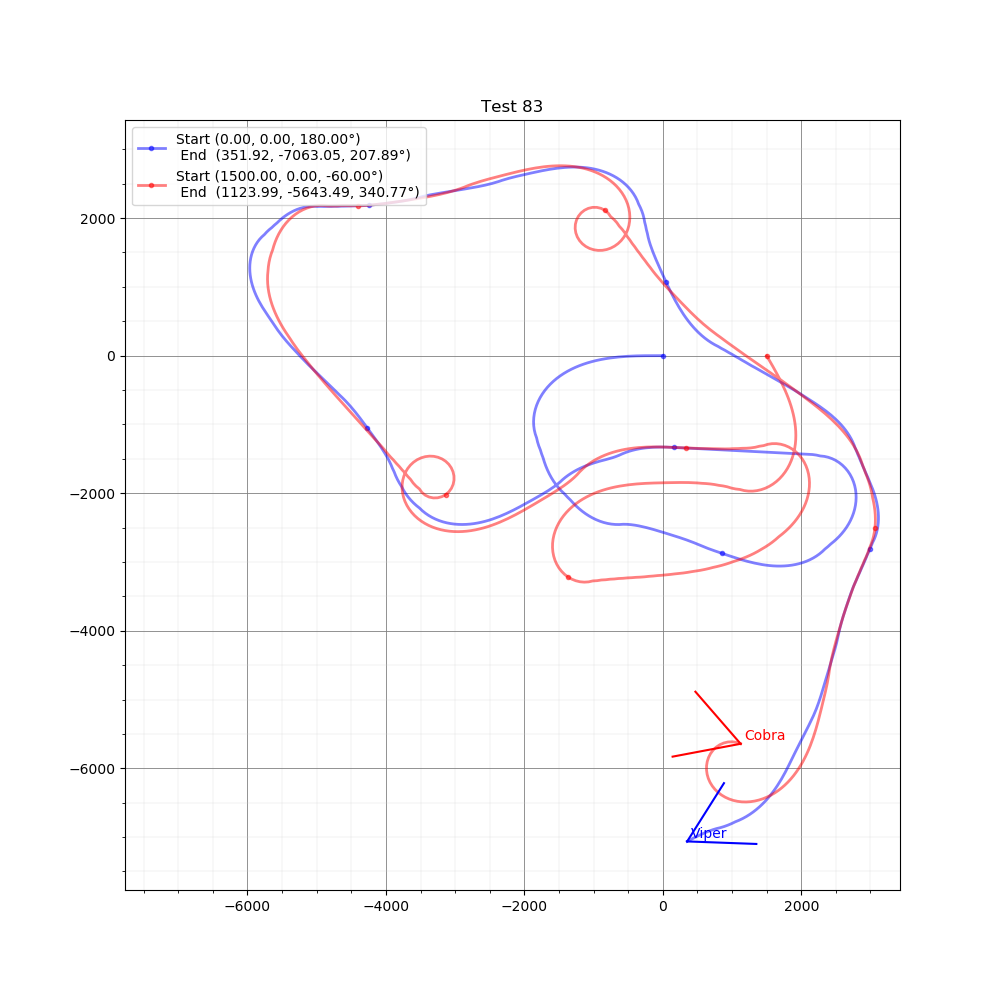 Test 83
Start (0.00, 0.00, 180.00°)
End (351.92, -7063.05, 207.89°)
Start (1500.00, 0.00, -60.00°)
End (1123.99, -5643.49, 340.77°)
2000
0
−2000
−4000
−6000
Cobra
Viper
−6000
−4000
−2000
0
2000